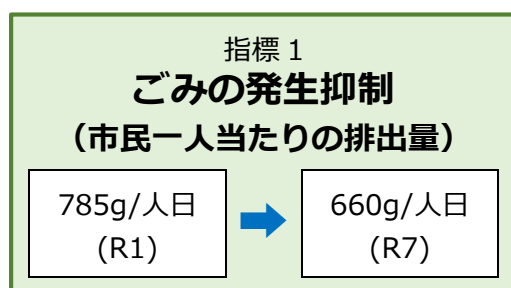 指標1
ごみの発生抑制
（市民一人当たりの排出量）
785g/人日
(R1)
660g/人日
(R7)